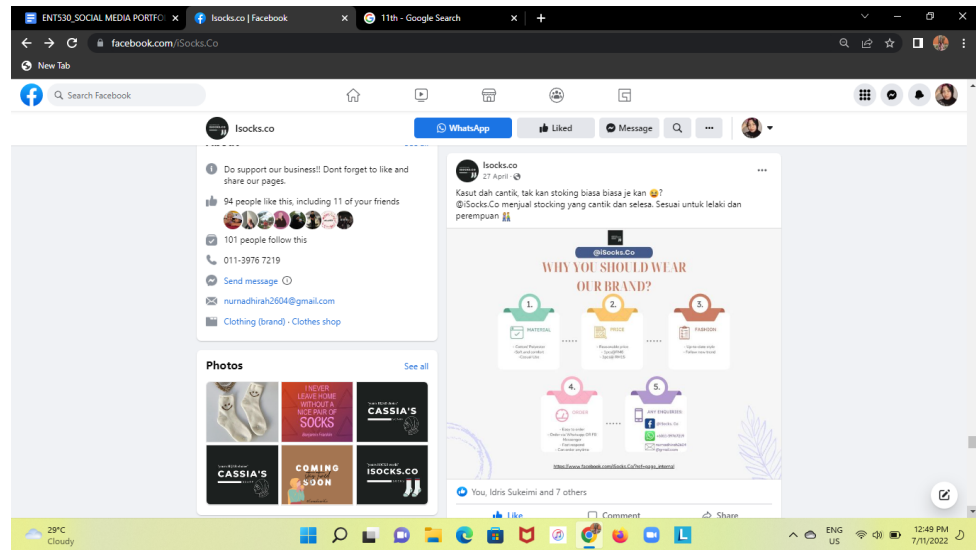 ENT530_SOCIAL MEDIA PORTFO
Isocks.co | Facebook
11th - Google Search
facebook.com/iSocks.Co
New Tab
Search Facebook
Isocks.co
WhatsApp
Liked
Message
Do support our business!! Dont forget to like and
share our pages.
94 people like this, including 11 of your friends
101 people follow this
011-3976 7219
Send message
nurnadhirah2604@gmail.com
Clothing (brand) · Clothes shop
Photos
See all
I NEVER
LEAVE HOME
WITHOUT A
NICE PAIR OF
SOCKS
CASSIA'S
CASSIA'S
COMING
SOON
ISOCKS.CO
Isocks.co
27 April
Kasut dah cantik, tak kan stoking biasa biasa je kan 😆?
@iSocks.Co menjual stocking yang cantik dan selesa. Sesuai untuk lelaki dan
perempuan 👫
@iSocks.Co
WHY YOU SHOULD WEAR
OUR BRAND?
1.
2.
3.
MATERIAL
PRICE
FASHION
4.
5.
ORDER
ANY ENQUIRIES
You, Idris Sukeimi and 7 others
Like
Comment
Share
29°C
Cloudy
ENG
US
12:49 PM
7/11/2022